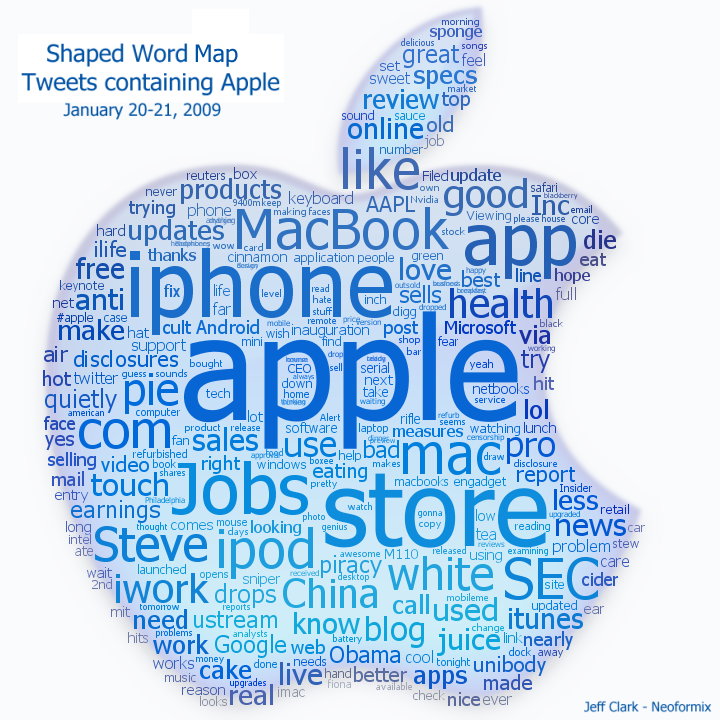 Shaped Word Map
Tweets containing Apple
January 20-21, 2009
morning
sponge
delicious
songs
great
feel
set
sweet
specs
market
review
top
sound
sauce
online
old
job
number
like
reuters
box
Filed
update
never
products
keyboard
own
safari
blackberry
9400m
keep
AAPL
Nvidia
good
Inc
email
trying
phone
making faces
Viewing
please
house
core
hard
updates
MacBook
stock
app
die
ilife
thanks
wow
card
cinnamon
application
people
green
eat
free
iphone
love
happy
best
line
hope
keynote
design
outsold
business
breakfast
full
net
anti
fix
life
level
read
hate
inch
sells
dropped
health
#apple
case
far
stuff
digg
black
make
hat
cult
Android
mobile
remote
price
version
post
Microsoft
via
wish
inauguration
shop
fear
working
support
mini
find
bar
air
disclosures
bought
drop
yeah
try
guess
sounds
apple
CEO
sell
serial
hot
twitter
always
down
next
netbooks
hit
quietly
pie
tech
home
take
service
american
computer
waiting
lol
face
com
product
release
lot
Alert
rifle
refurb
seems
watching
lunch
yes
fan
sales
software
laptop
measures
censorship
pro
selling
refurbished
use
bad
mac
draw
video
book
right
windows
boxee
help
makes
disclosure
report
mail
shares
eating
macbooks
engadget
Insider
entry
touch
Jobs
pretty
store
less
retail
earnings
Philadelphia
watch
check
gonna
low
upgraded
long
thought
comes
mouse
looking
photo
genius
copy
tea
reading
news
car
intel
Steve
days
reviews
problem
stew
ate
ipod
awesome
M110
released
using
examining
care
wait
launched
opens
sniper
received
piracy
desktop
white
SEC
site
cider
2nd
iwork
drops
China
mobileme
updated
ear
mit
tomorrow
reports
call
used
itunes
hits
need
ustream
know
blog
change
link
nearly
problems
analysts
battery
juice
dock
away
work
Google
web
Obama
cool
tonight
unibody
works
money
cake
done
needs
hand
better
apps
made
music
upgrades
live
fiona
available
reason
real
imac
check
nice
ever
looks
Jeff Clark - Neoformix